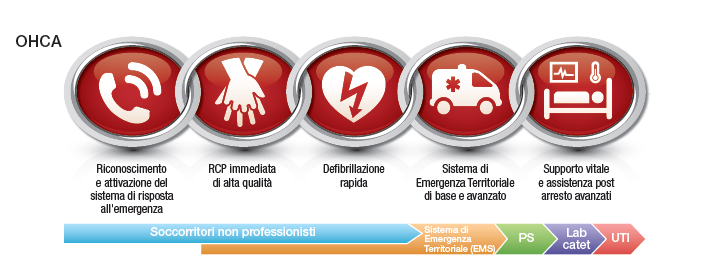 OHCA
Riconoscimento
e attivazione del
sistema di risposta
all'emergenza
RCP immediata
di alta qualità
Defibrillazione
rapida
Sistema di
Emergenza Territoriale
di base e avanzato
Supporto vitale
e assistenza post
arresto avanzati
Soccorritori non professionisti
Sistema di
Emergenza
Territoriale (EMS)
PS
Lab
catet
UTI